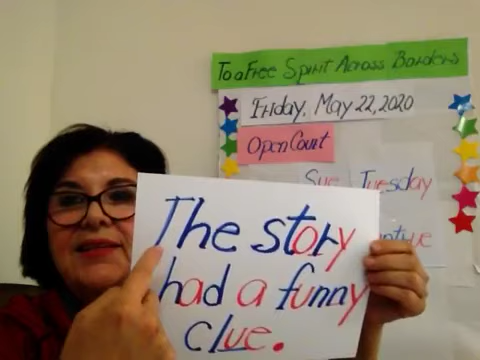 To a Free Spirit Across Borders
Friday, May 22, 2020
Open Court
Sue Tuesday
The story
had a funny
clue.